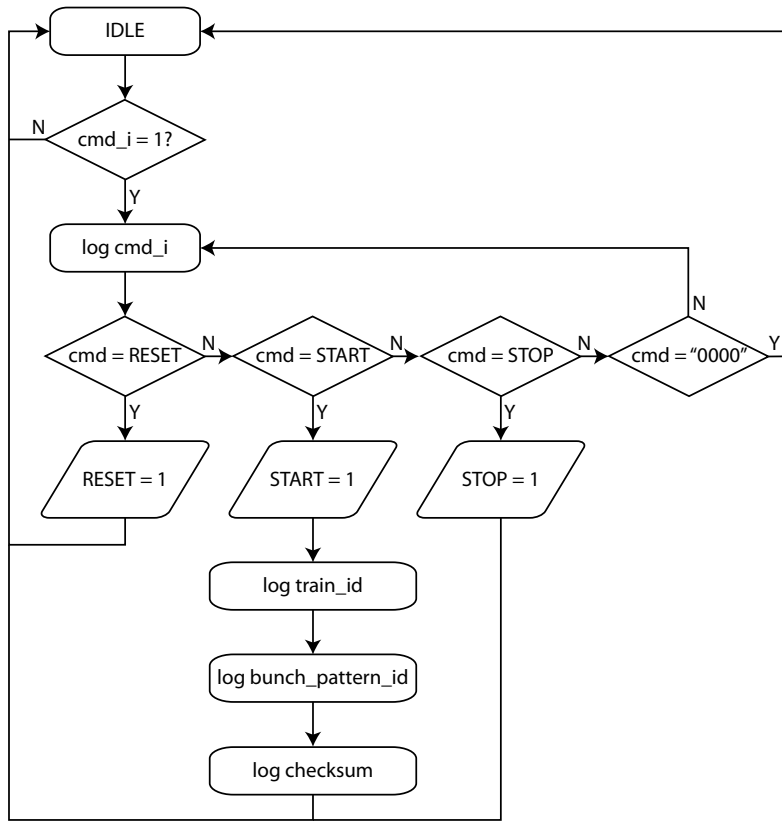 IDLE
N
cmd_i = 1?
Y
log cmd_i
N
cmd = RESET
N
cmd = START
N
cmd = STOP
N
cmd = “0000”
Y
Y
Y
Y
RESET = 1
START = 1
STOP = 1
log train_id
log bunch_pattern_id
log checksum